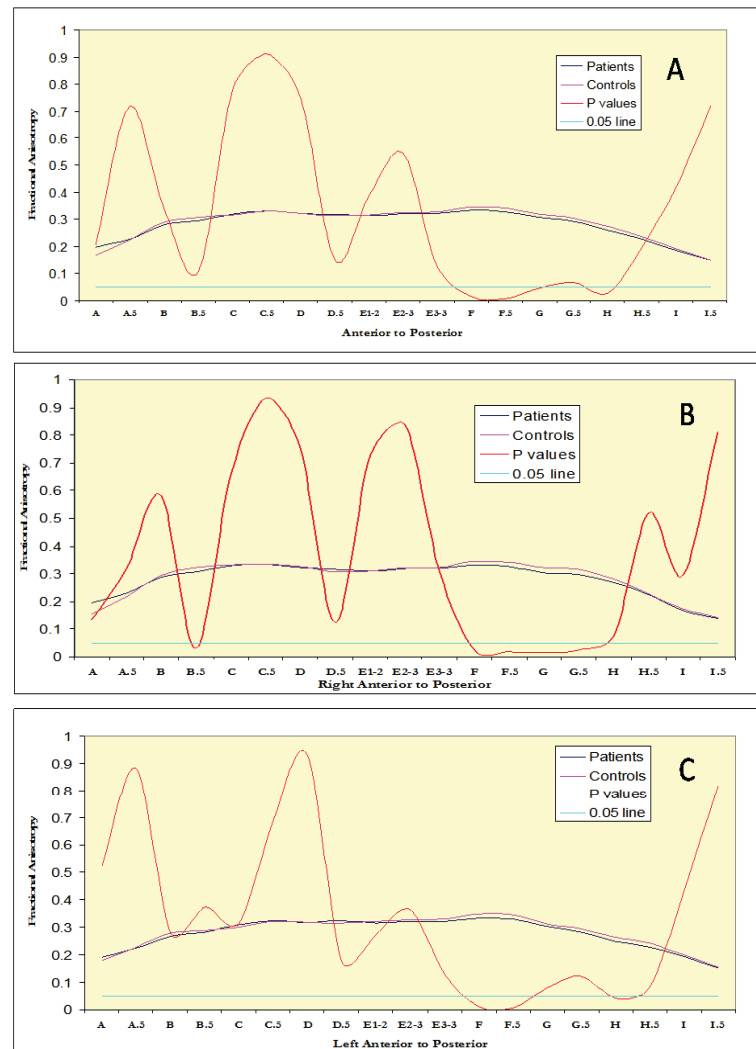 A
Patients
Controls
P values
0.05 line
Fractional Anisotropy
1
0.9
0.8
0.7
0.6
0.5
0.4
0.3
0.2
0.1
0
A A.5 B B.5 C C.5 D D.5 E1-2 E2-3 E3-3 F F.5 G G.5 H H.5 I I.5
Anterior to Posterior
B
Patients
Controls
P values
0.05 line
Fractional Anisotropy
1
0.9
0.8
0.7
0.6
0.5
0.4
0.3
0.2
0.1
0
A A.5 B B.5 C C.5 D D.5 E1-2 E2-3 E3-3 F F.5 G G.5 H H.5 I I.5
Right Anterior to Posterior
C
Patients
Controls
P values
0.05 line
Fractional Anisotropy
1
0.9
0.8
0.7
0.6
0.5
0.4
0.3
0.2
0.1
0
A A.5 B B.5 C C.5 D D.5 E1-2 E2-3 E3-3 F F.5 G G.5 H H.5 I I.5
Left Anterior to Posterior